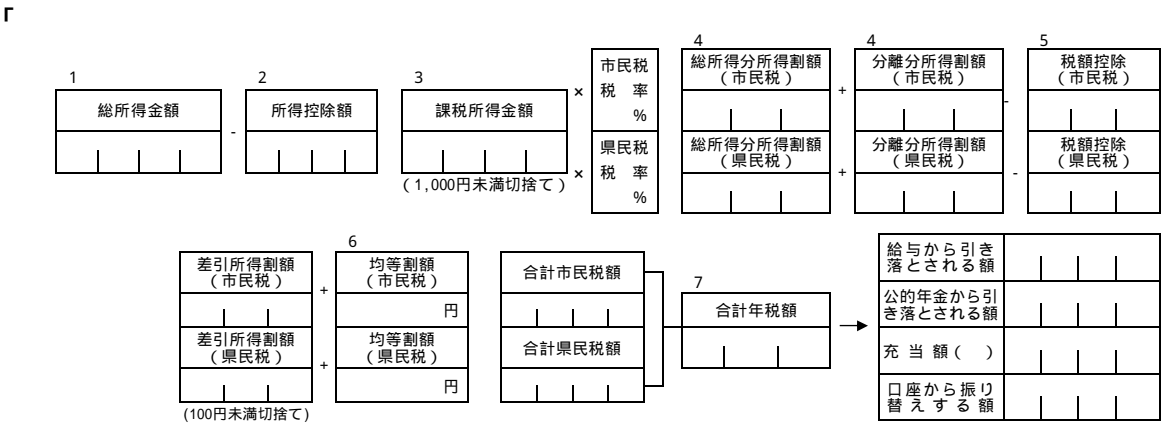 Γ
1
総所得金額
-
2
所得控除額
3
課税所得金額
(1,000円未満切捨て)
×
市民税
税 率
%
×
県民税
税 率
%
4
総所得分所得割額
(市民税)
+
4
分離分所得割額
(市民税)
-
5
税額控除
(市民税)
総所得分所得割額
(県民税)
+
分離分所得割額
(県民税)
-
税額控除
(県民税)
差引所得割額
(市民税)
+
6
均等割額
(市民税)
円
差引所得割額
(県民税)
+
均等割額
(県民税)
円
(100円未満切捨て)
合計市民税額
合計県民税額
7
合計年税額
給与から引き
落とされる額
公的年金から引
き落とされる額
充 当 額 ( )
口座から振り
替えする額